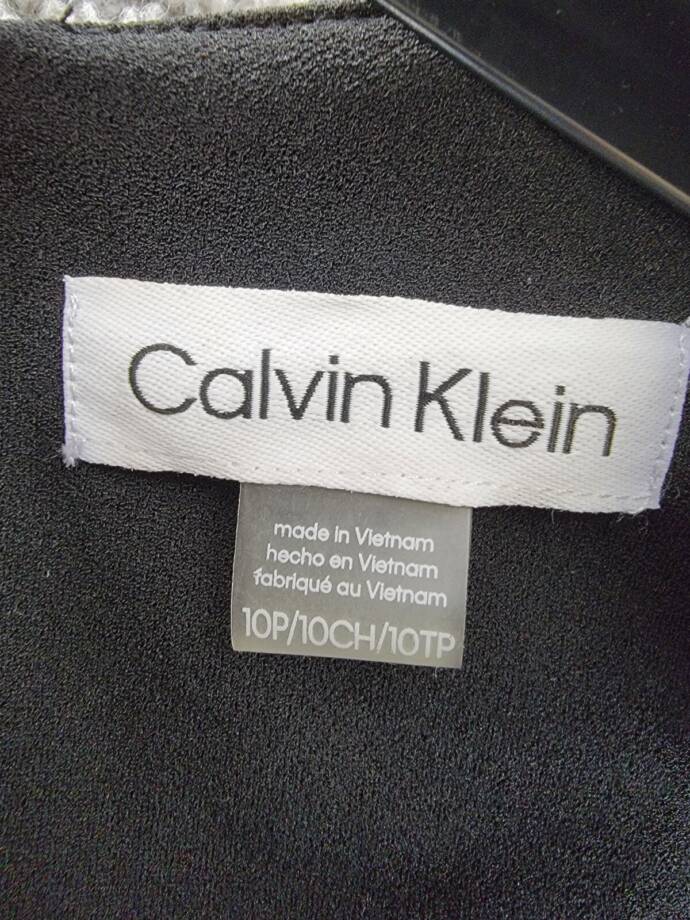 Calvin Klein
made in Vietnam
hecho en Vietnam
fabriqué au Vietnam
10P/10CH/10TP